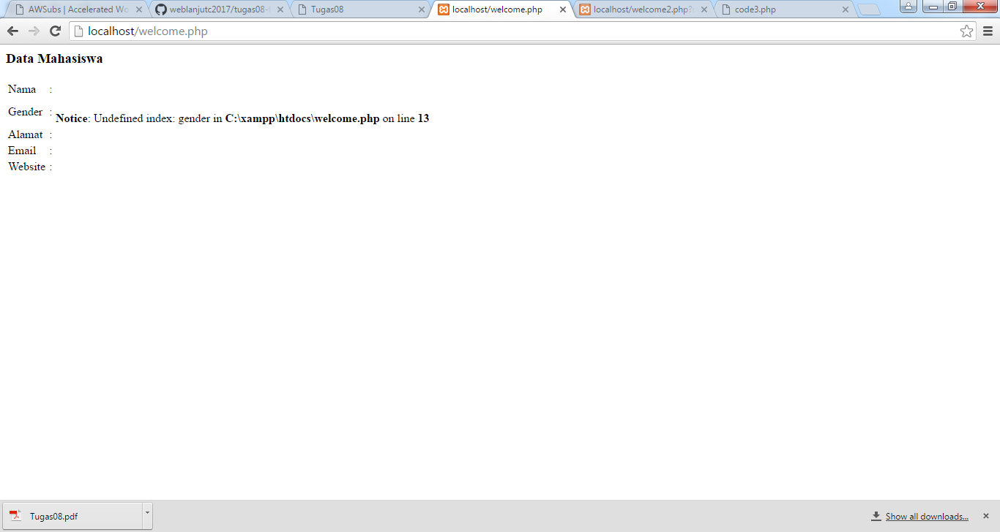 AWSubs | Accelerated Wo
weblanjutc2017/tugas08-
Tugas08
localhost/welcome.php
localhost/welcome2.php?
code3.php
localhost/welcome.php
Data Mahasiswa
Nama :
Gender : Notice: Undefined index: gender in C:\xampp\htdocs\welcome.php on line 13
Alamat :
Email :
Website :
Tugas08.pdf
Show all downloads...